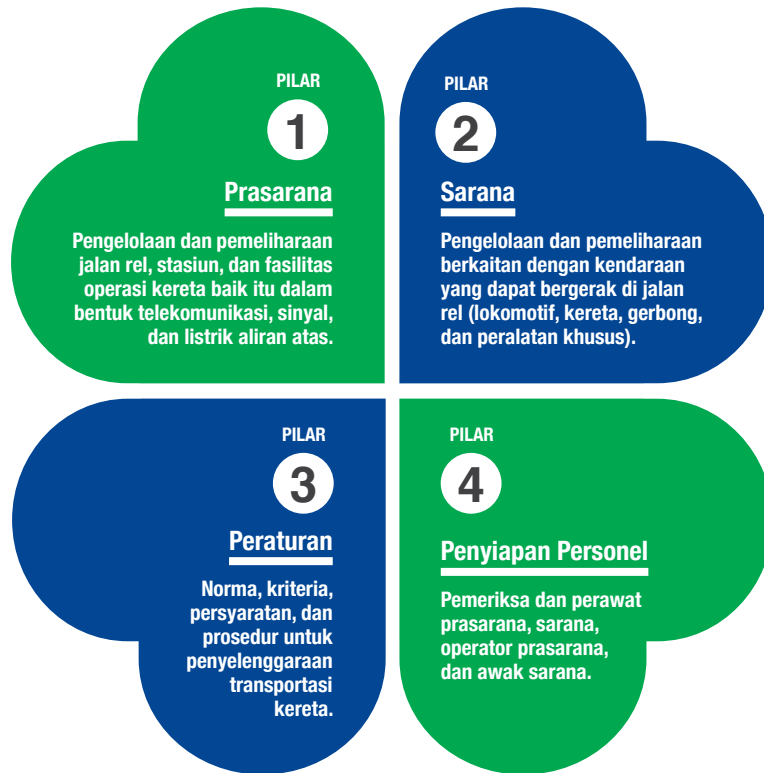 PILAR
1
Prasarana
Pengelolaan dan pemeliharaan
jalan rel, stasiun, dan fasilitas
operasi kereta baik itu dalam
bentuk telekomunikasi, sinyal,
dan listrik aliran atas.
PILAR
2
Sarana
Pengelolaan dan pemeliharaan
berkaitan dengan kendaraan
yang dapat bergerak di jalan
rel (lokomotif, kereta, gerbong,
dan peralatan khusus).
PILAR
3
Peraturan
Norma, kriteria,
persyaratan, dan
prosedur untuk
penyelenggaraan
transportasi
kereta.
PILAR
4
Penyiapan Personel
Pemeriksa dan perawat
prasarana, sarana,
operator prasarana,
dan awak sarana.